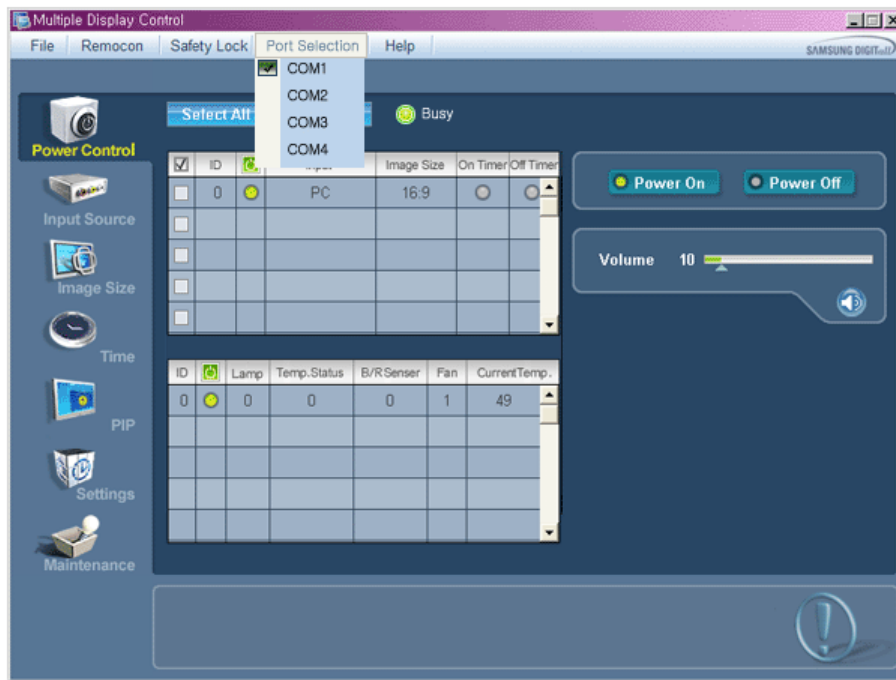 Multiple Display Control
File Remocon Safety Lock Port Selection Help
SAMSUNG DIGITall
COM1
COM2
COM3
COM4
Select All
Busy
Power Control
Input Source
Image Size
Time
PIP
Settings
Maintenance
ID Input Image Size On Timer Off Timer
0 PC 16:9
ID Lamp Temp.Status B/RSenser Fan CurrentTemp.
0 0 0 0 1 49
Power On Power Off
Volume 10